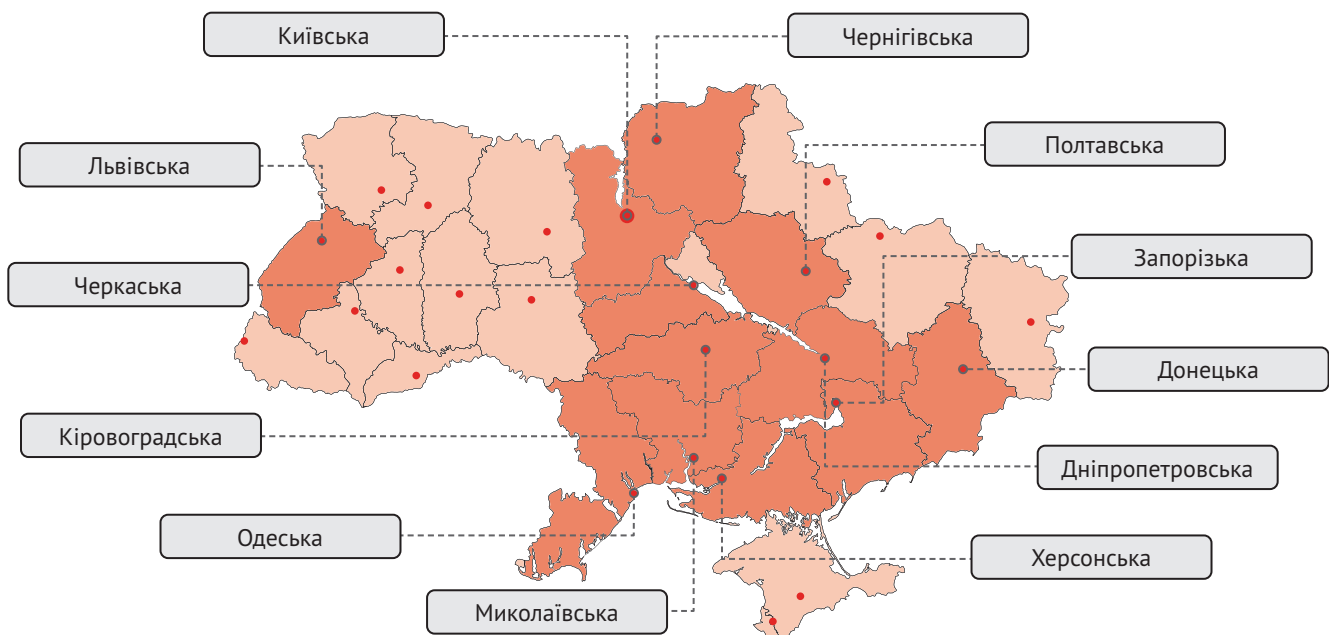 Київська
Чернігівська
Полтавська
Львівська
Запорізька
Черкаська
Донецька
Кіровоградська
Дніпропетровська
Одеська
Херсонська
Миколаївська